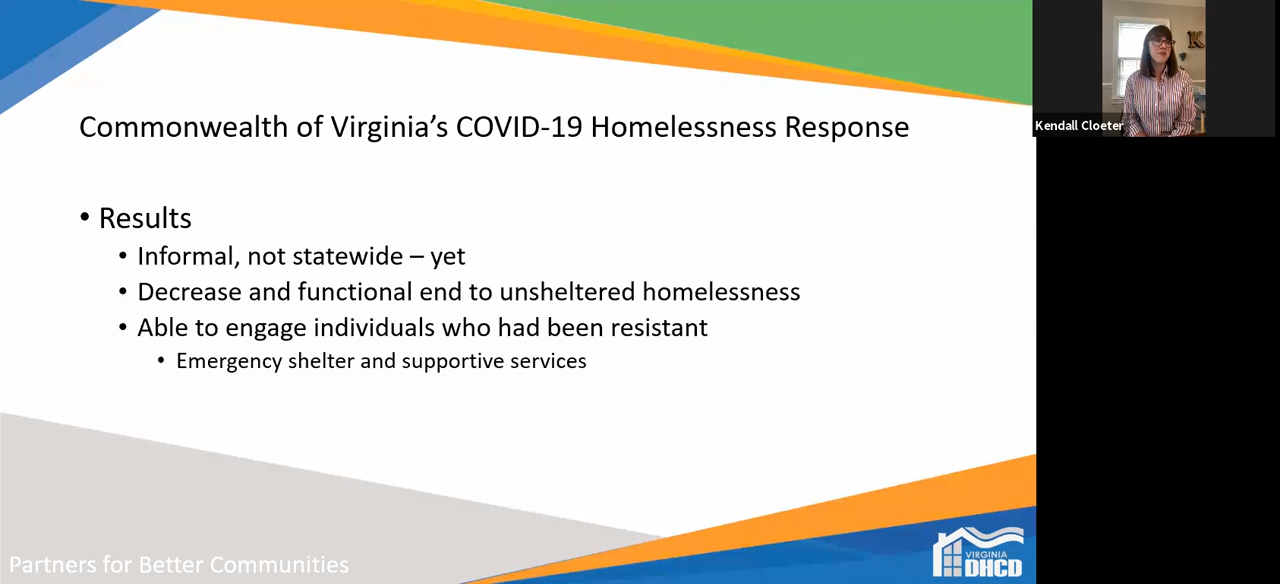 Commonwealth of Virginia’s COVID-19 Homelessness Response
• Results
• Informal, not statewide – yet
• Decrease and functional end to unsheltered homelessness
• Able to engage individuals who had been resistant
• Emergency shelter and supportive services
Partners for Better Communities
VIRGINIA
DHCD
Kendall Cloeter
K